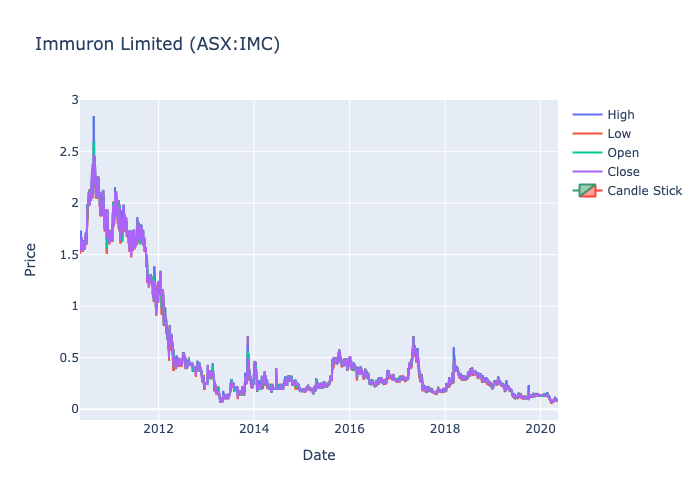 Immuron Limited (ASX:IMC)
3
2.5
2
1.5
1
0.5
0
Price
2012
2014
2016
2018
2020
Date
High
Low
Open
Close
Candle Stick